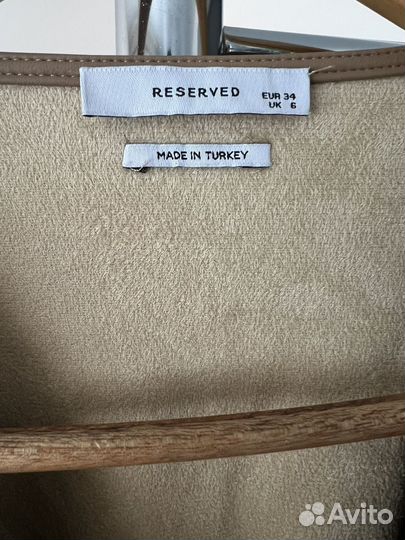 RESERVED
EUR 34
UK 6
MADE IN TURKEY
Avito